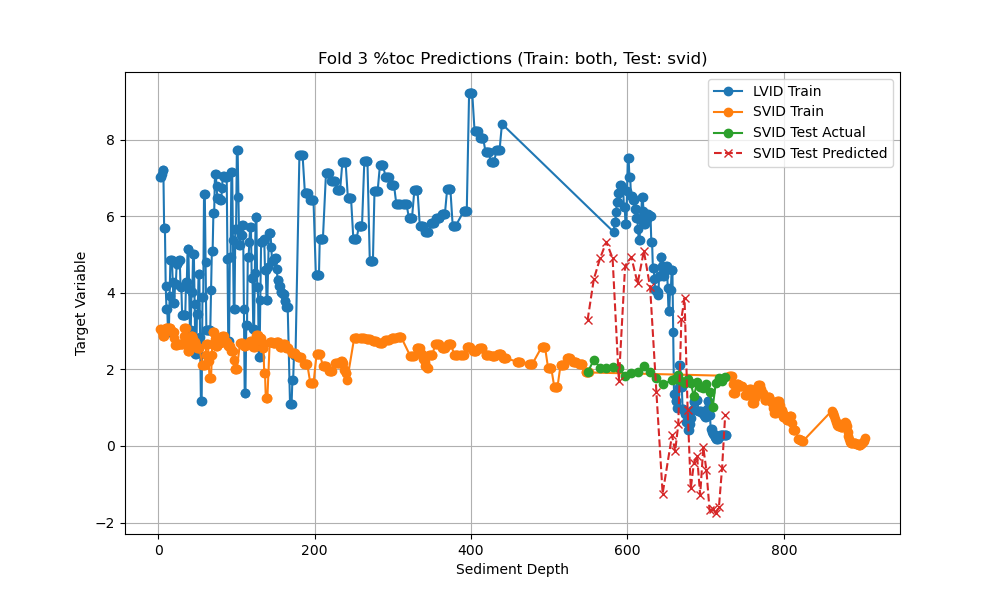 Fold 3 %toc Predictions (Train: both, Test: svid)
LVID Train
SVID Train
SVID Test Actual
SVID Test Predicted
Target Variable
8
6
4
2
0
−2
0 200 400 600 800
Sediment Depth